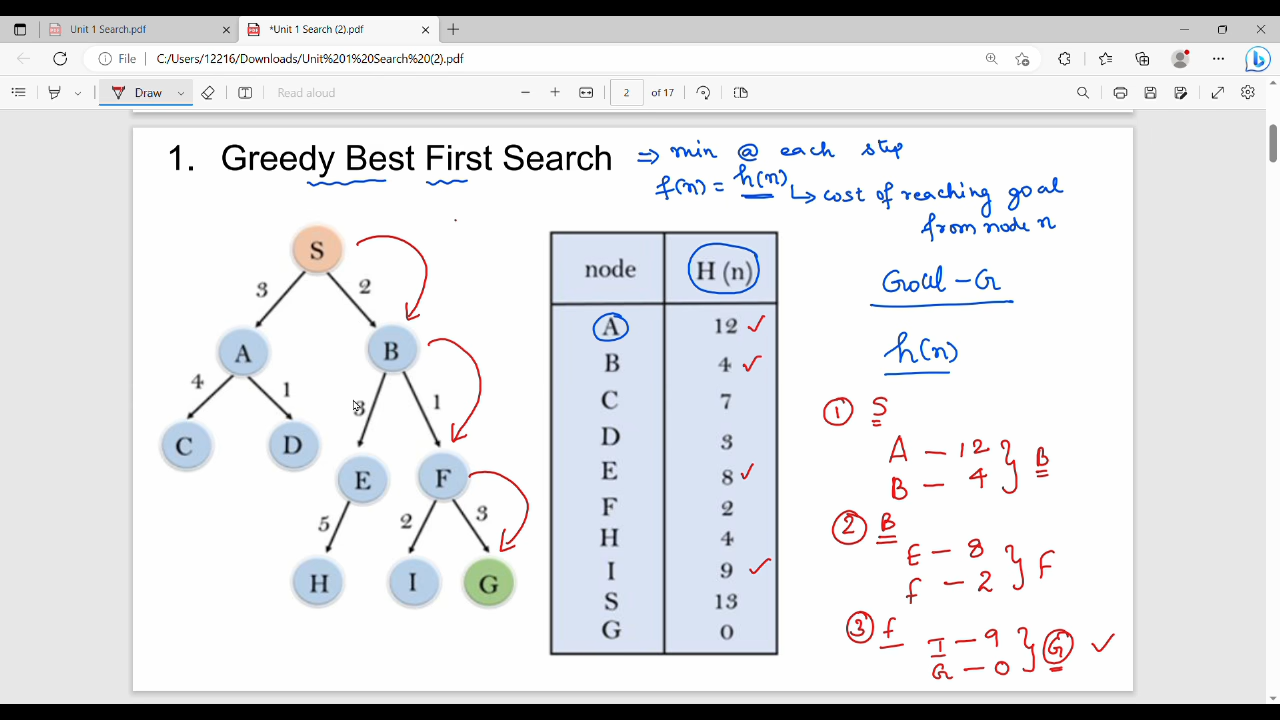 Unit 1 Search.pdf
*Unit 1 Search (2).pdf
File C:/Users/12216/Downloads/Unit%201%20Search%20(2).pdf
Draw Read aloud 2 of 17
1. Greedy Best First Search ⇒ min @ each step
f(n) = h(n) ↳ cost of reaching goal
from node n
S
3 2
A B
4 1 3 1
C D
E F
5 2 3
H I G
node H (n)
A 12 ✓
B 4 ✓
C 7
D 3
E 8 ✓
F 2
H 4
I 9 ✓
S 13
G 0
Goal - G
h(n)
① S
A - 12
B - 4 } B
② B
E - 8
f - 2 } F
③ f
I - 9
G - 0 } G ✓